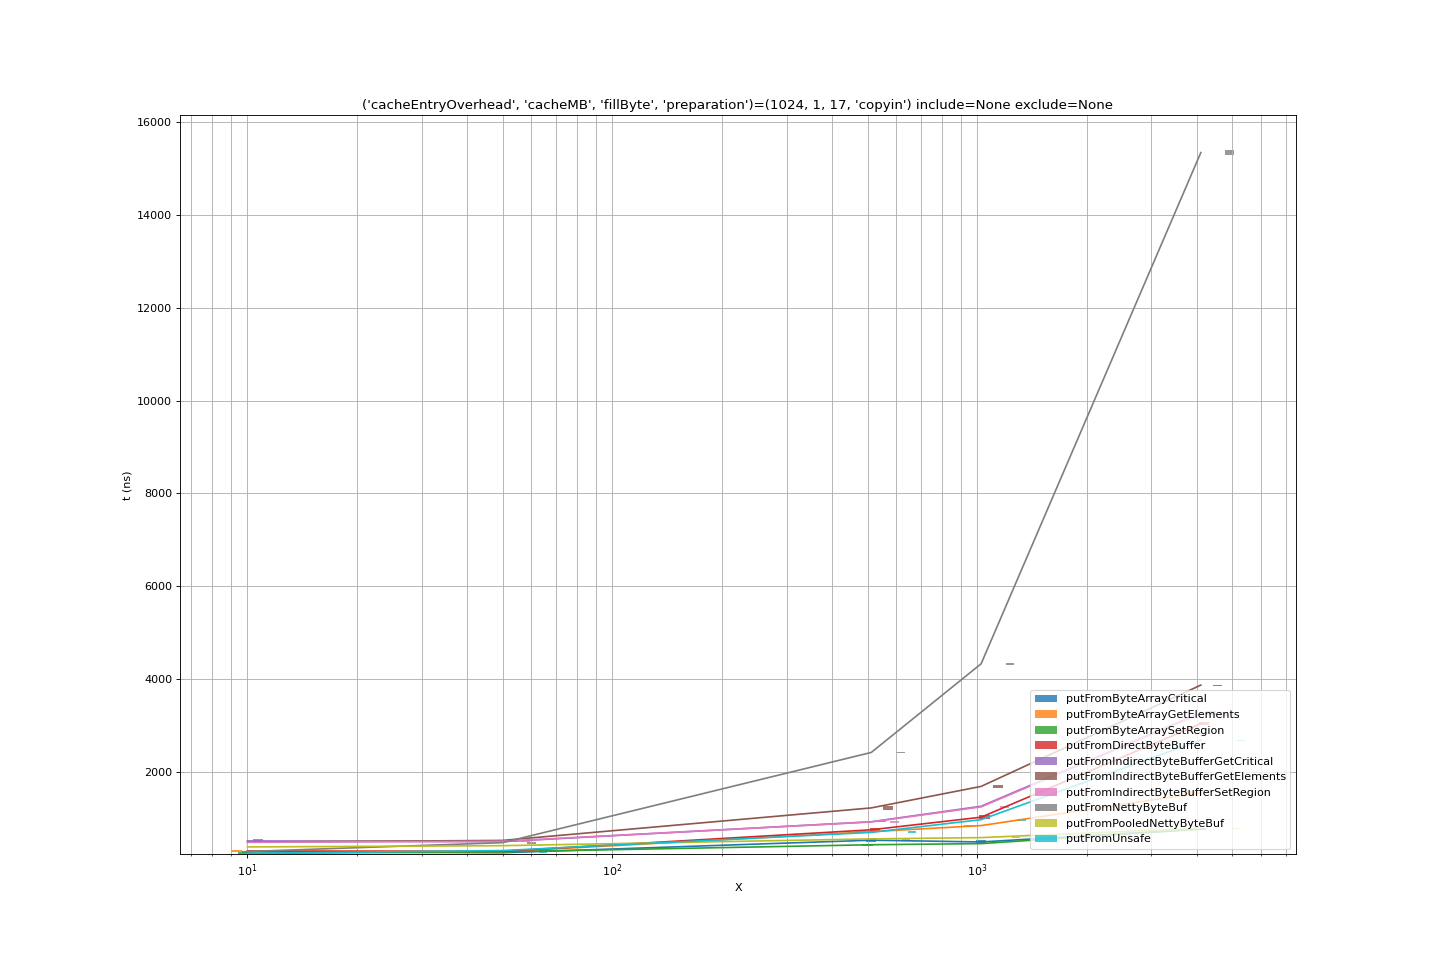 ('cacheEntryOverhead', 'cacheMB', 'fillByte', 'preparation')=(1024, 1, 17, 'copyin') include=None exclude=None
16000
14000
12000
10000
8000
6000
4000
2000
t (ns)
putFromByteArrayCritical
putFromByteArrayGetElements
putFromByteArraySetRegion
putFromDirectByteBuffer
putFromIndirectByteBufferGetCritical
putFromIndirectByteBufferGetElements
putFromIndirectByteBufferSetRegion
putFromNettyByteBuf
putFromPooledNettyByteBuf
putFromUnsafe
10¹ 10² 10³
X